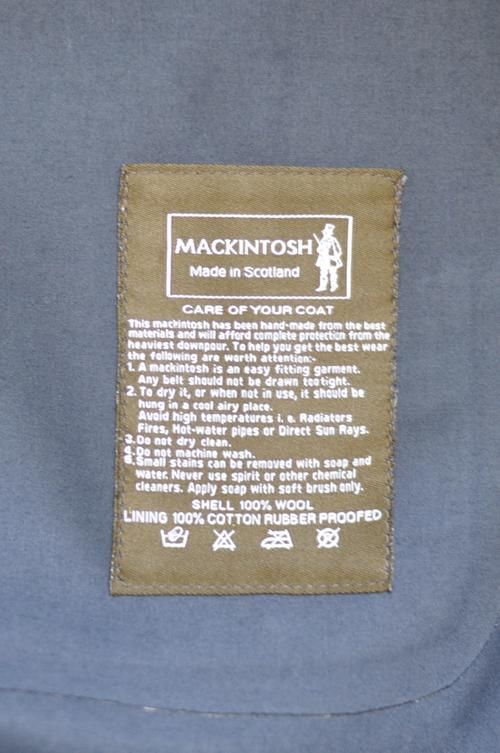 MACKINTOSH
Made in Scotland
CARE OF YOUR COAT
This mackintosh has been hand-made from the best
materials and will afford complete protection from the
heaviest downpour. To help you get the best wear
the following are worth attention:-
1. A mackintosh is an easy fitting garment.
Any belt should not be drawn too tight.
2. To dry it, or when not in use, it should be
hung in a cool airy place.
Avoid high temperatures i. e. Radiators
Fires, Hot-water pipes or Direct Sun Rays.
3. Do not dry clean.
4. Do not machine wash.
5. Small stains can be removed with soap and
water. Never use spirit or other chemical
cleaners. Apply soap with soft brush only.
SHELL 100% WOOL
LINING 100% COTTON RUBBER PROOFED